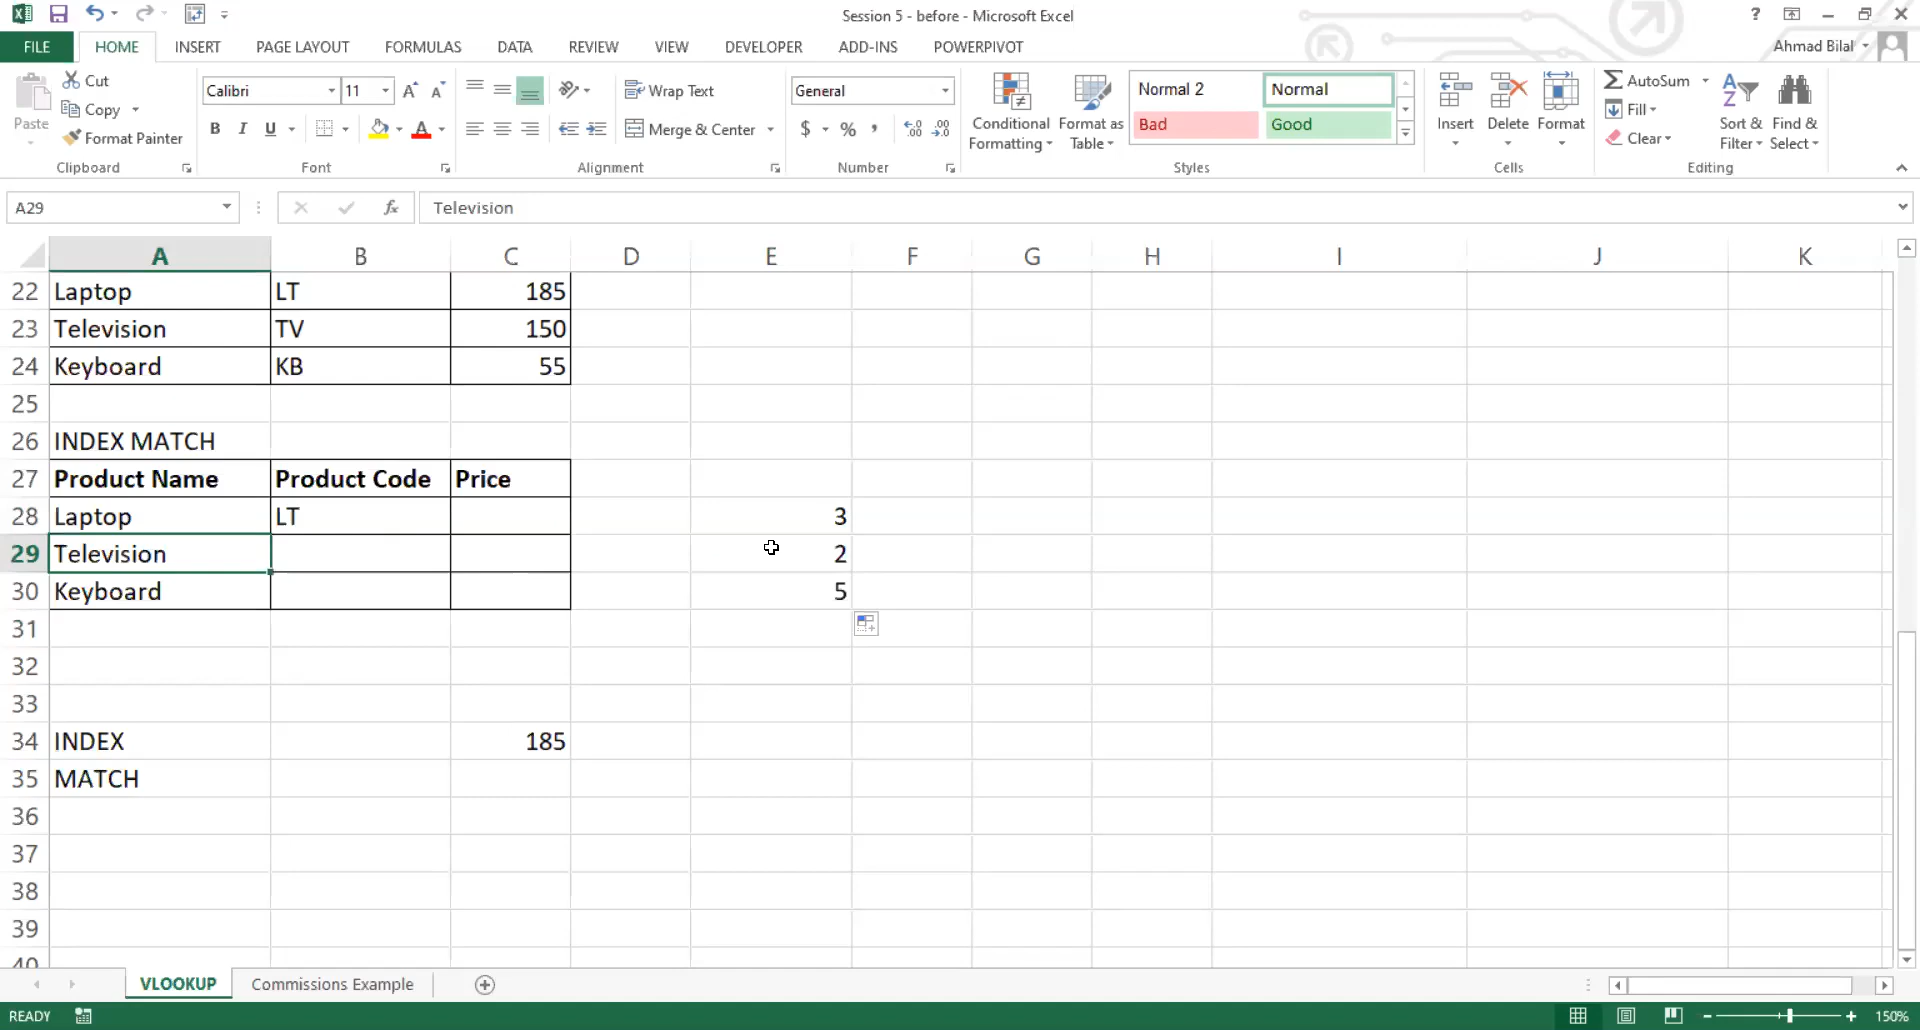 Session 5 - before - Microsoft Excel
?
FILE HOME INSERT PAGE LAYOUT FORMULAS DATA REVIEW VIEW DEVELOPER ADD-INS POWERPIVOT Ahmad Bilal
Paste Cut Copy Format Painter
Calibri 11 A A B I U A
Wrap Text Merge & Center
General $ % , .00 .0
Conditional Formatting Format as Table Normal 2 Normal Bad Good
Insert Delete Format
AutoSum Fill Clear Sort & Filter Find & Select
Clipboard Font Alignment Number Styles Cells Editing
A29 fx Television
A B C D E F G H I J K
22 Laptop LT 185
23 Television TV 150
24 Keyboard KB 55
25
26 INDEX MATCH
27 Product Name Product Code Price
28 Laptop LT 3
29 Television 2
30 Keyboard 5
31
32
33
34 INDEX 185
35 MATCH
36
37
38
39
40
VLOOKUP Commissions Example
READY 150%